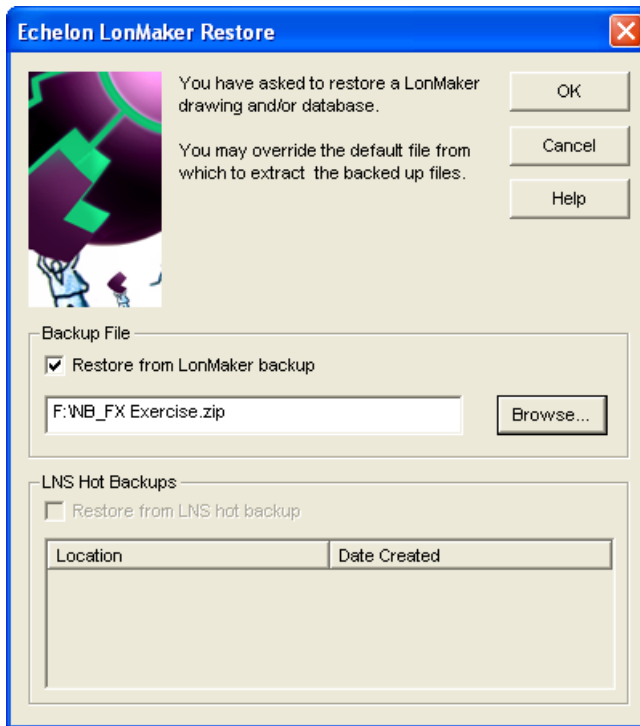 Echelon LonMaker Restore
You have asked to restore a LonMaker
drawing and/or database.
You may override the default file from
which to extract the backed up files.
OK
Cancel
Help
Backup File
Restore from LonMaker backup
F:\NB_FX Exercise.zip
Browse...
LNS Hot Backups
Restore from LNS hot backup
Location
Date Created